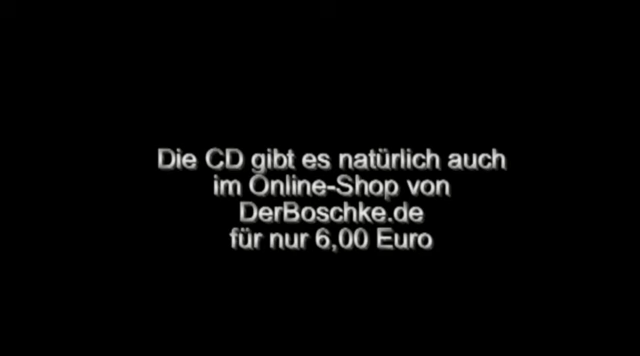 Die CD gibt es natürlich auch
im Online-Shop von
DerBoschke.de
für nur 6,00 Euro